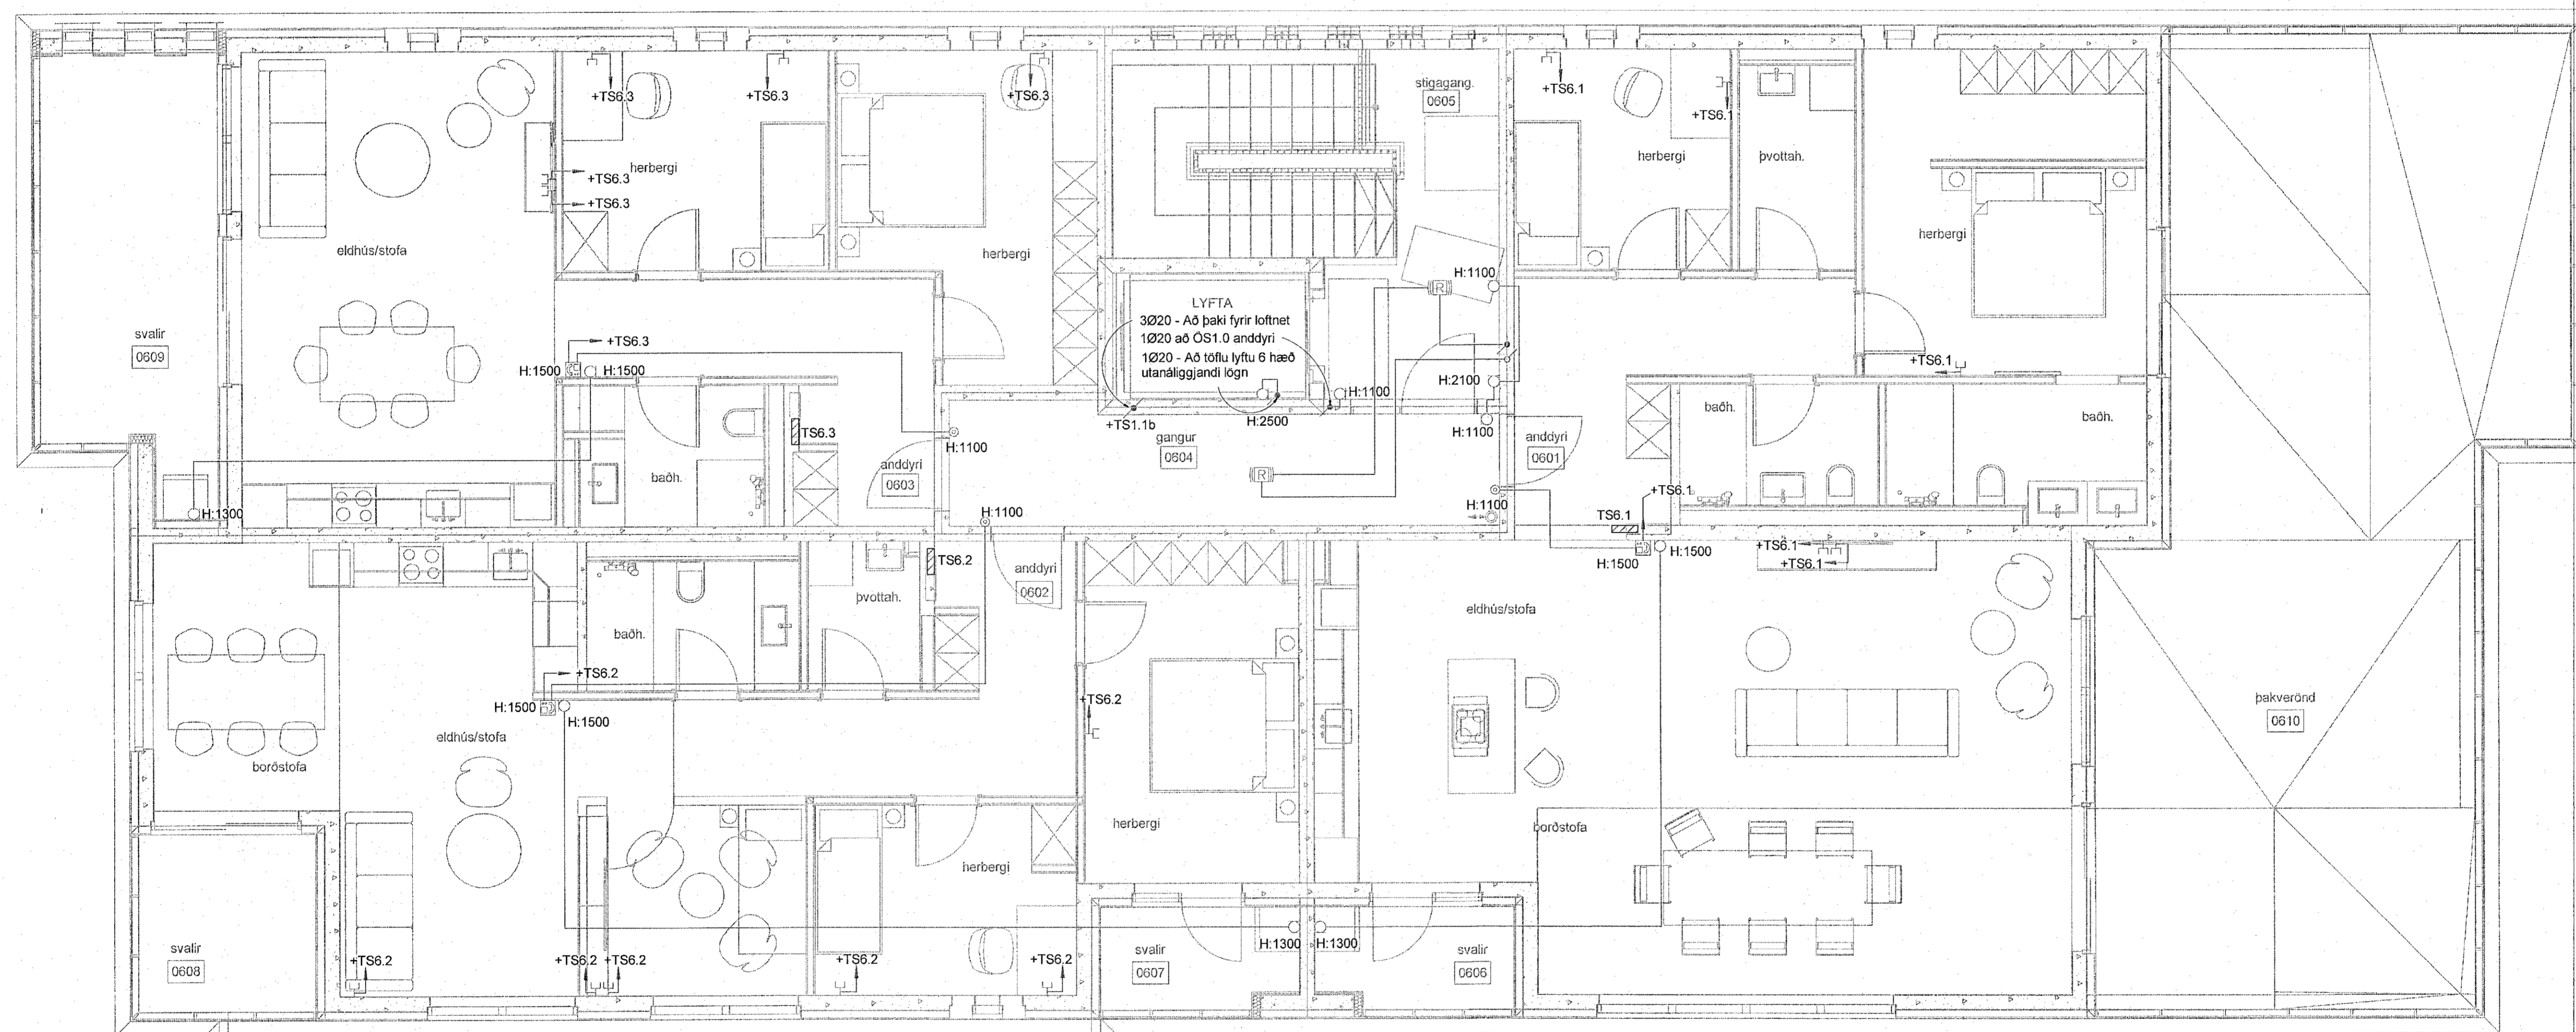 +TS6.3
+TS6.3
+TS6.3
stigagang.
0605
+TS6.1
+TS6.1
herbergi
herbergi
þvottah.
+TS6.3
+TS6.3
eldhús/stofa
herbergi
herbergi
H:1100
LYFTA
3Ø20 - Að þaki fyrir loftnet
1Ø20 að ÖS1.0 anddyri
1Ø20 - Að töflu lyftu 6 hæð
utanáliggjandi lögn
R
svalir
0609
+TS6.3
H:1500
H:1500
+TS6.1
H:2100
H:1100
H:2500
+TS1.1b
H:1100
baðh.
baðh.
TS6.3
H:1100
gangur
0604
anddyri
0601
anddyri
0603
baðh.
R
H:1300
H:1100
H:1100
+TS6.1
TS6.1
H:1500
H:1500
+TS6.1
+TS6.1
TS6.2
anddyri
0602
þvottah.
baðh.
eldhús/stofa
+TS6.2
H:1500
H:1500
+TS6.2
eldhús/stofa
þakverönd
0610
borðstofa
herbergi
borðstofa
herbergi
svalir
0608
+TS6.2
+TS6.2
+TS6.2
+TS6.2
+TS6.2
H:1300
H:1300
svalir
0607
svalir
0606